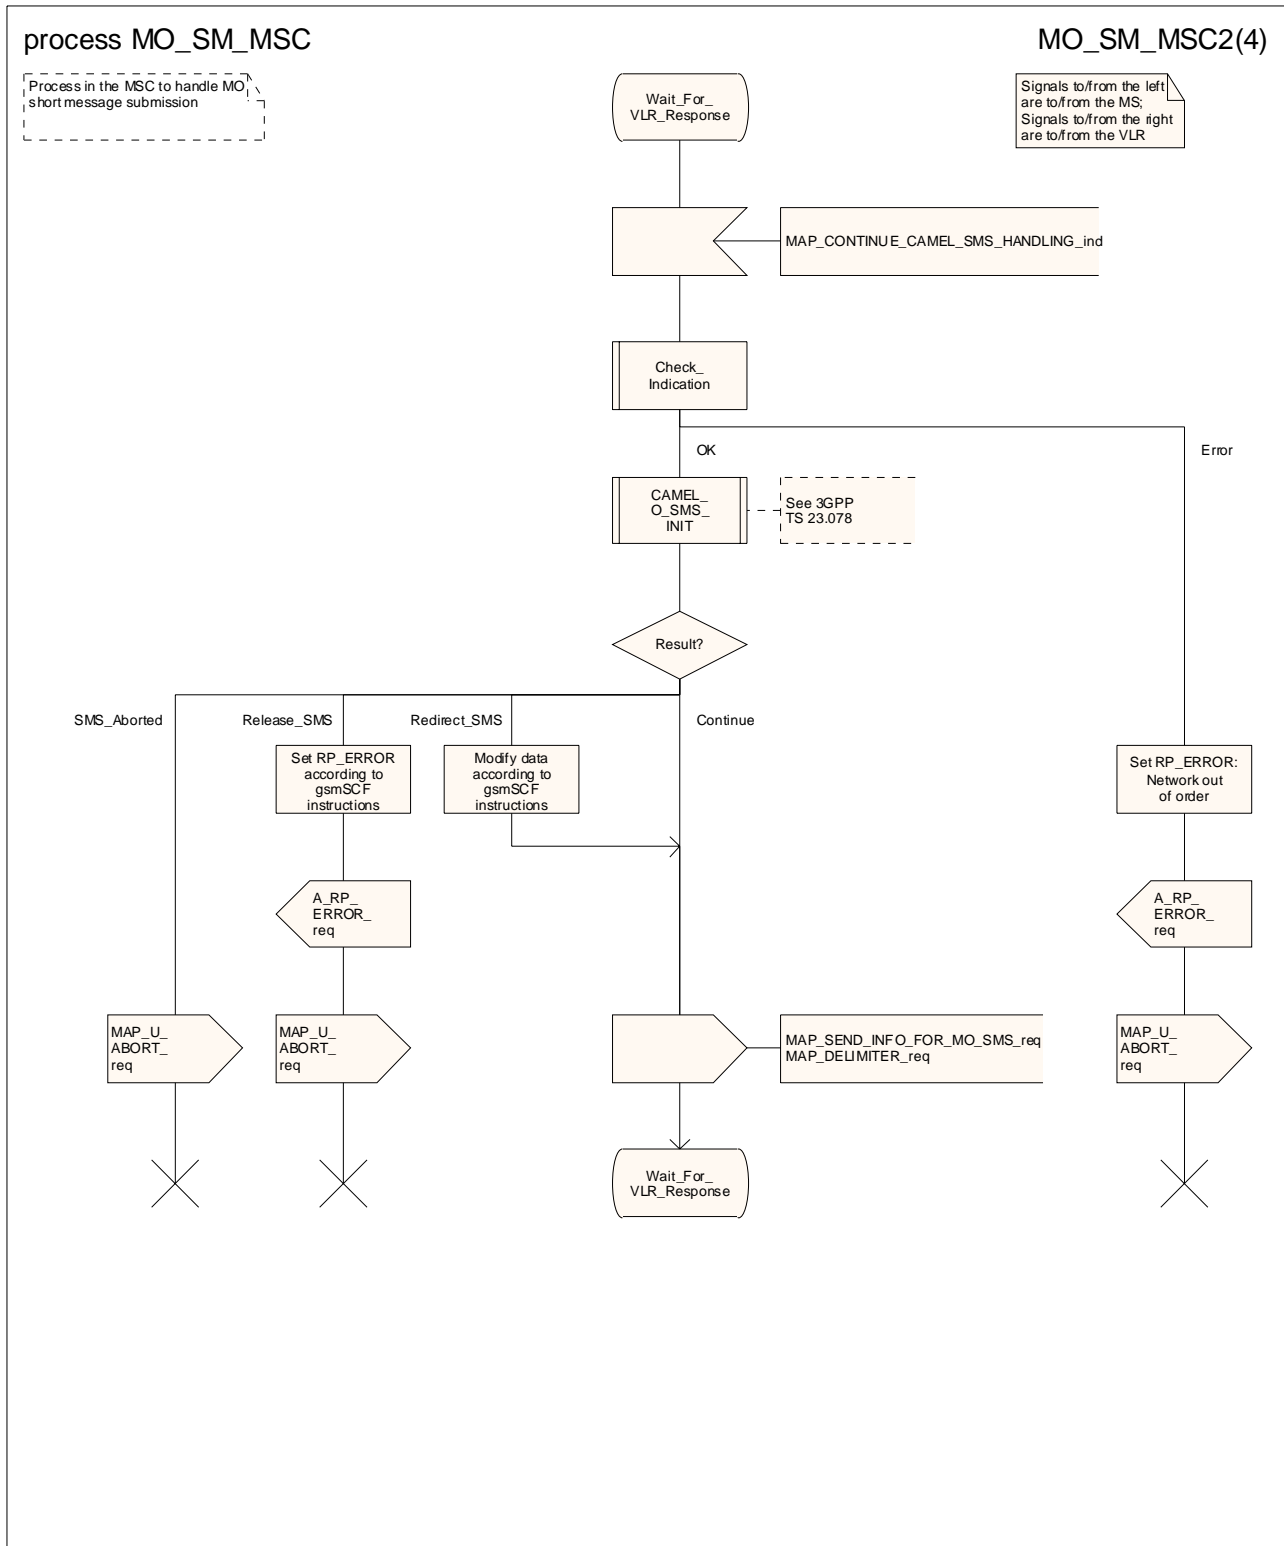 process MO_SM_MSC
MO_SM_MSC2(4)
Process in the MSC to handle MO
short message submission
Wait_For_
VLR_Response
Signals to/from the left
are to/from the MS;
Signals to/from the right
are to/from the VLR
MAP_CONTINUE_CAMEL_SMS_HANDLING_ind
Check_
Indication
OK
Error
CAMEL_
O_SMS_
INIT
See 3GPP
TS 23.078
Result?
SMS_Aborted
Release_SMS
Redirect_SMS
Continue
Set RP_ERROR
according to
gsmSCF
instructions
Modify data
according to
gsmSCF
instructions
Set RP_ERROR:
Network out
of order
A_RP_
ERROR_
req
A_RP_
ERROR_
req
MAP_U_
ABORT_
req
MAP_U_
ABORT_
req
MAP_SEND_INFO_FOR_MO_SMS_req
MAP_DELIMITER_req
MAP_U_
ABORT_
req
Wait_For_
VLR_Response